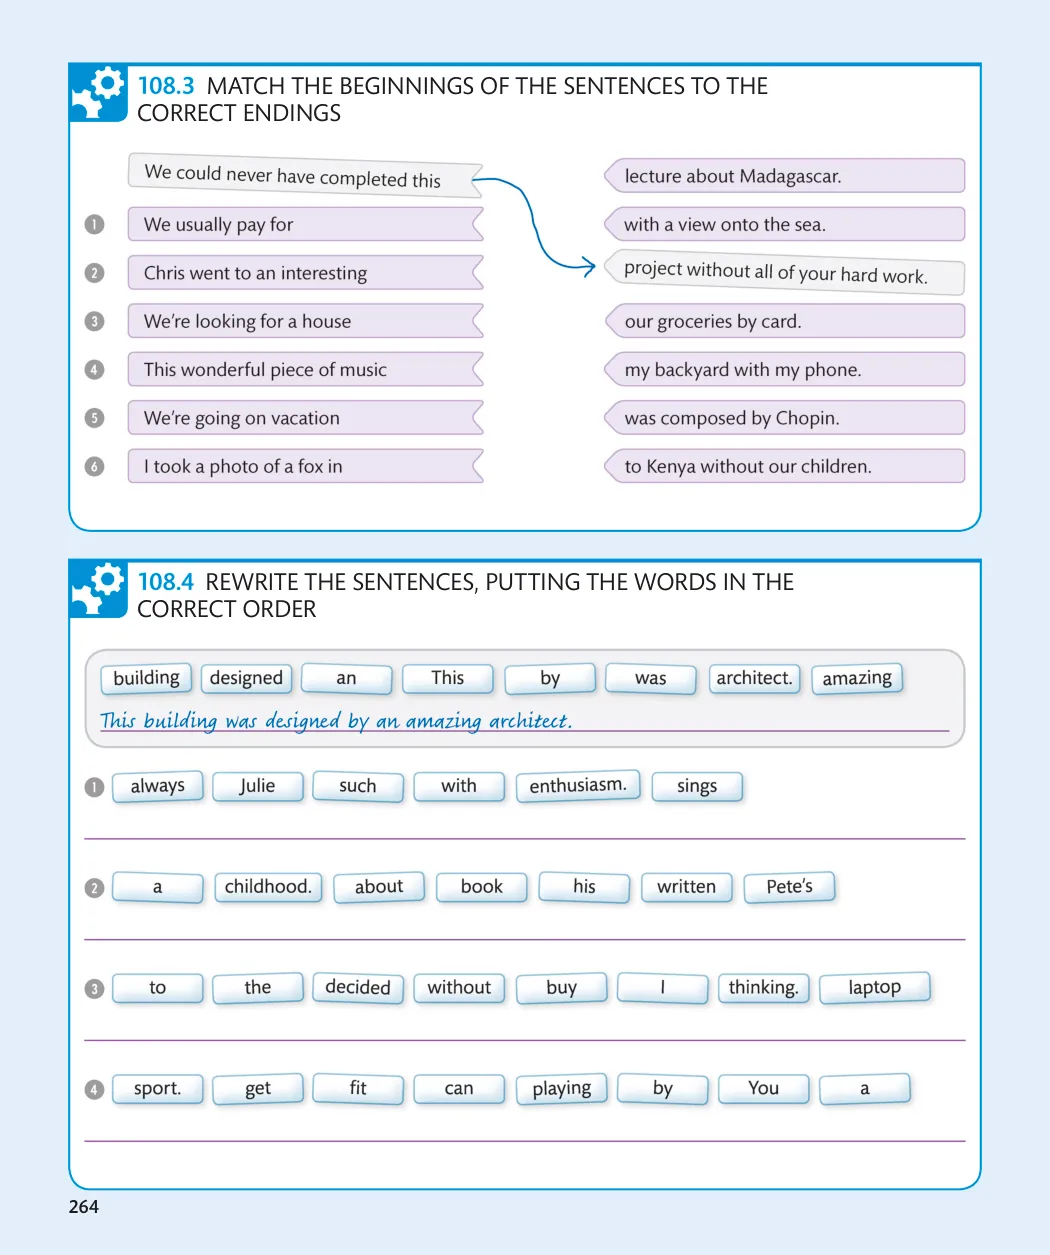 108.3 MATCH THE BEGINNINGS OF THE SENTENCES TO THE
CORRECT ENDINGS
We could never have completed this
lecture about Madagascar.
1 We usually pay for
with a view onto the sea.
2 Chris went to an interesting
project without all of your hard work.
3 We're looking for a house
our groceries by card.
4 This wonderful piece of music
my backyard with my phone.
5 We're going on vacation
was composed by Chopin.
6 I took a photo of a fox in
to Kenya without our children.
108.4 REWRITE THE SENTENCES, PUTTING THE WORDS IN THE
CORRECT ORDER
building designed an This by was architect. amazing
This building was designed by an amazing architect.
1 always Julie such with enthusiasm. sings
2 a childhood. about book his written Pete's
3 to the decided without buy I thinking. laptop
4 sport. get fit can playing by You a
264